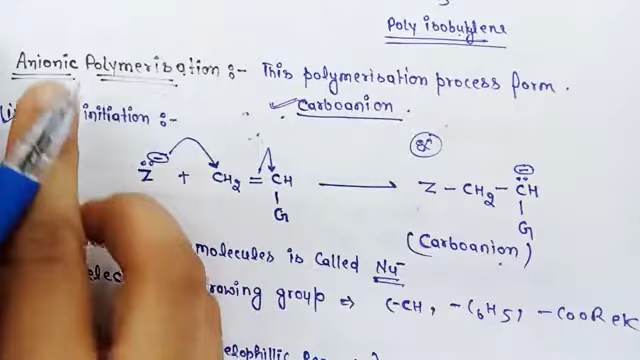 Poly isobutylene
Anionic Polymerisation :- This polymerisation process form.
Carboanion.
initiation :-
Z + CH2 = CH → Z - CH2 - CH
G G
(Carboanion)
molecules is Called Nu-
group ⇒ (-CH, -C6H5, -COOR etc